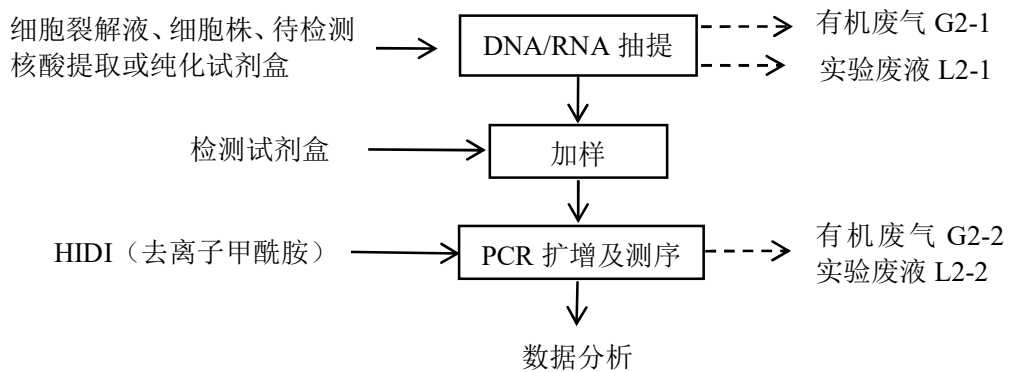 细胞裂解液、细胞株、待检测
核酸提取或纯化试剂盒
DNA/RNA 抽提
有机废气 G2-1
实验废液 L2-1
检测试剂盒
加样
HIDI（去离子甲酰胺）
PCR 扩增及测序
有机废气 G2-2
实验废液 L2-2
数据分析